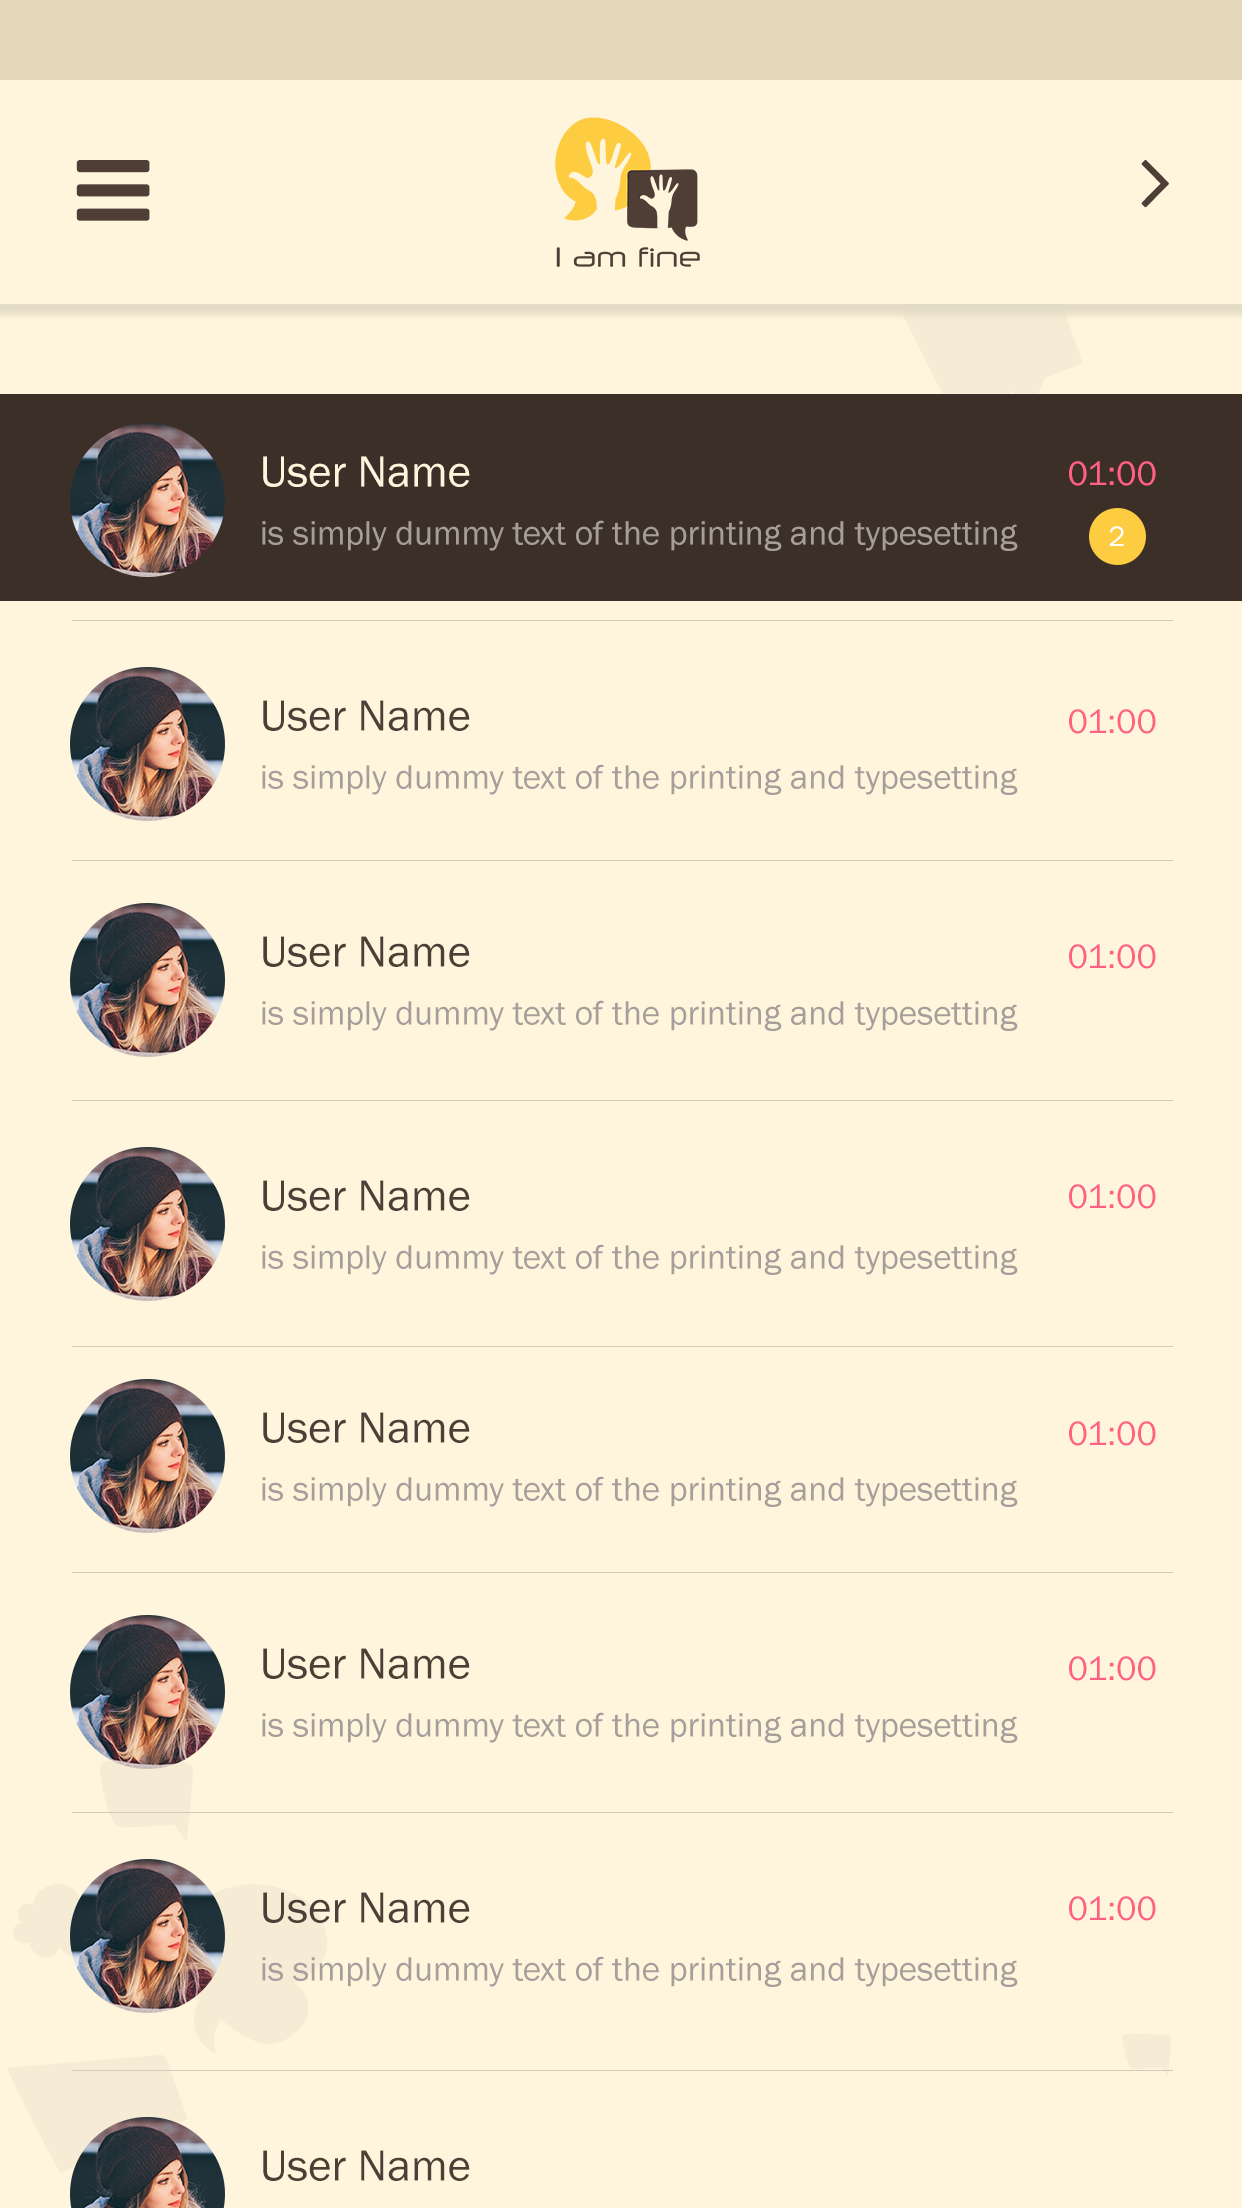 I am fine
User Name
01:00
is simply dummy text of the printing and typesetting
2
User Name
01:00
is simply dummy text of the printing and typesetting
User Name
01:00
is simply dummy text of the printing and typesetting
User Name
01:00
is simply dummy text of the printing and typesetting
User Name
01:00
is simply dummy text of the printing and typesetting
User Name
01:00
is simply dummy text of the printing and typesetting
User Name
01:00
is simply dummy text of the printing and typesetting
User Name